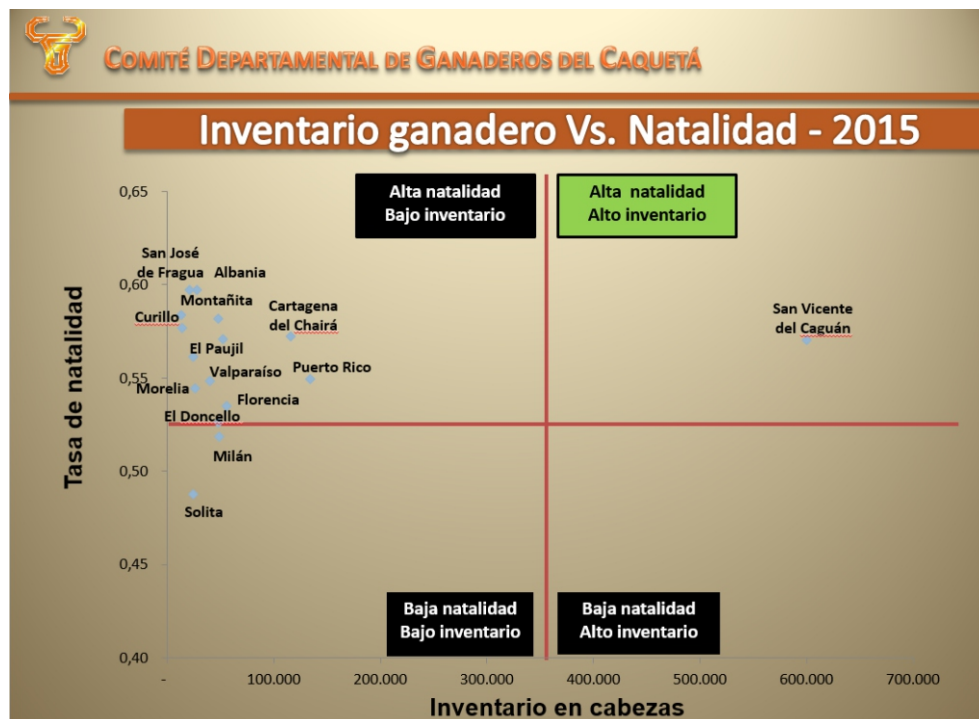 COMITÉ DEPARTAMENTAL DE GANADEROS DEL CAQUETÁ
Inventario ganadero Vs. Natalidad - 2015
Alta natalidad
Bajo inventario
Alta natalidad
Alto inventario
Tasa de natalidad
0,65
0,60
0,55
0,50
0,45
0,40
San José
de Fragua
Albania
Montañita
Curillo
Cartagena
del Chairá
San Vicente
del Caguán
El Paujil
Valparaíso
Puerto Rico
Morelia
Florencia
El Doncello
Milán
Solita
Baja natalidad
Bajo inventario
Baja natalidad
Alto inventario
-
100.000
200.000
300.000
400.000
500.000
600.000
700.000
Inventario en cabezas